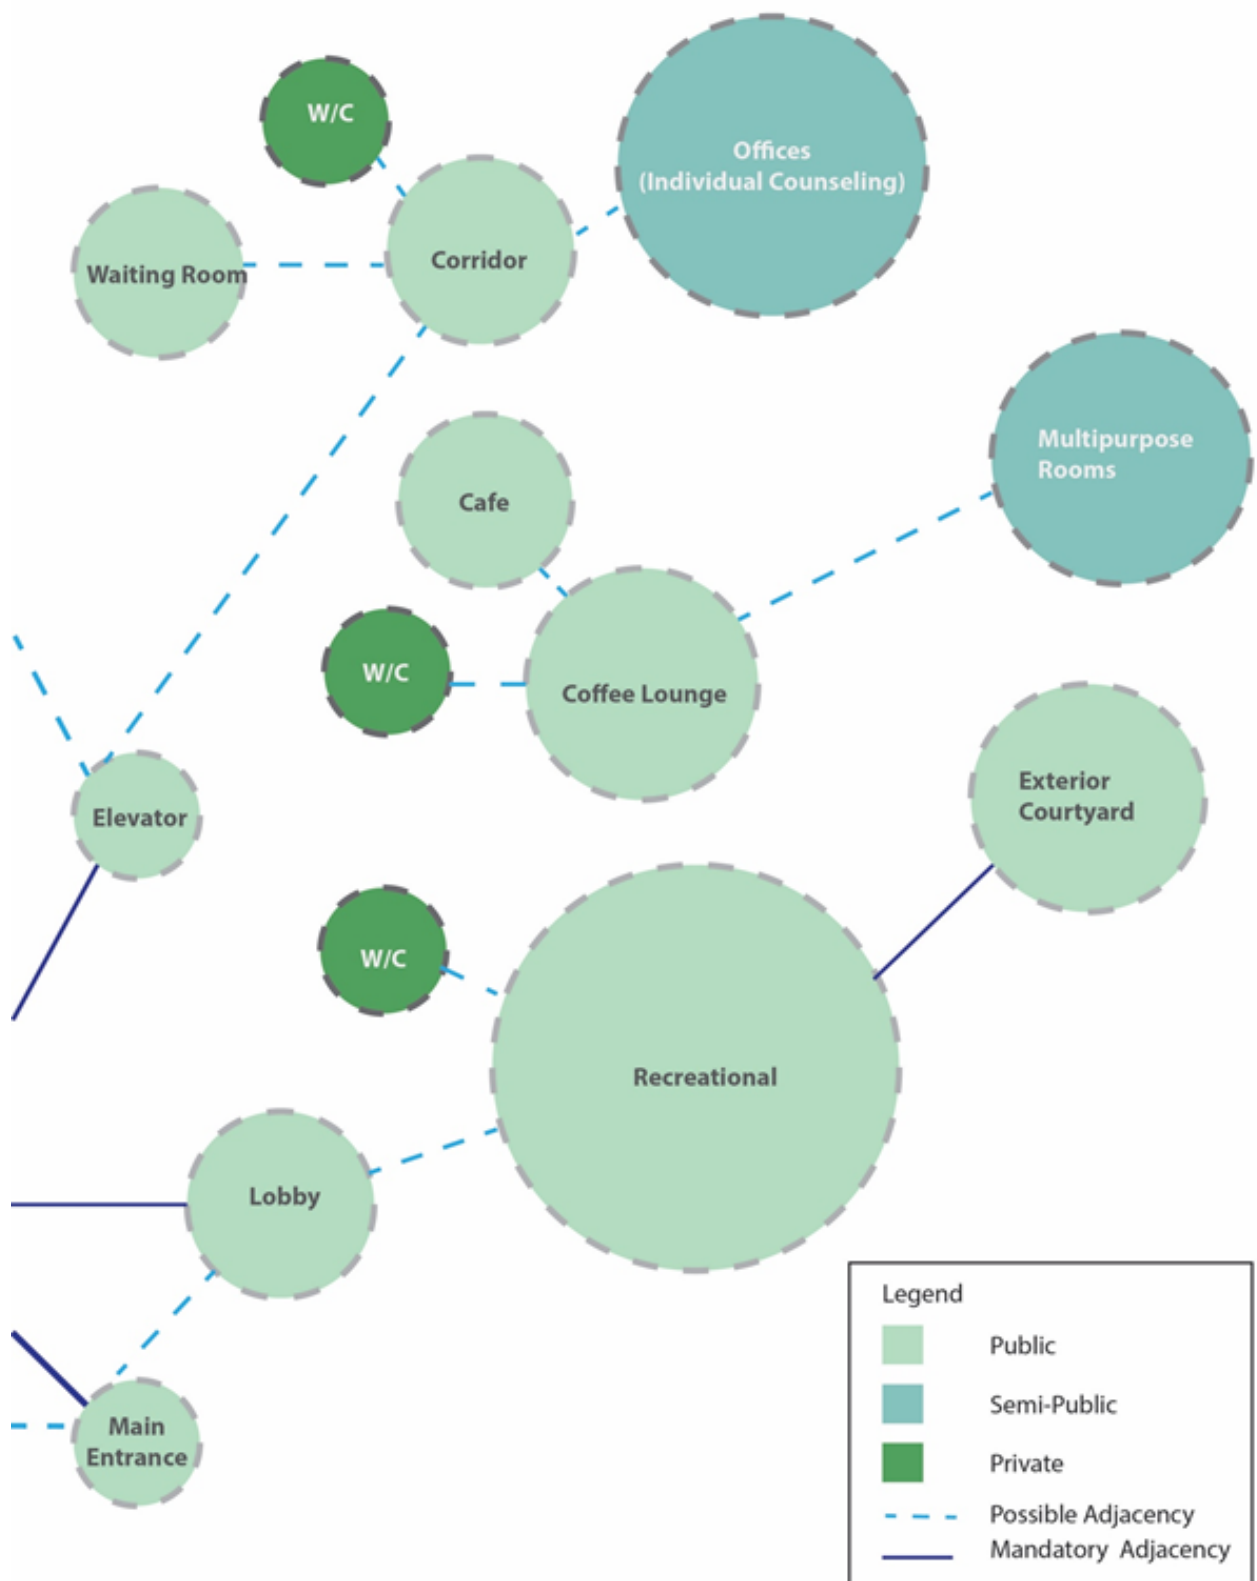 W/C
Offices
(Individual Counseling)
Waiting Room
Corridor
Multipurpose
Rooms
Cafe
W/C
Coffee Lounge
Exterior
Courtyard
Elevator
W/C
Recreational
Lobby
Main
Entrance
Legend
Public
Semi-Public
Private
Possible Adjacency
Mandatory Adjacency